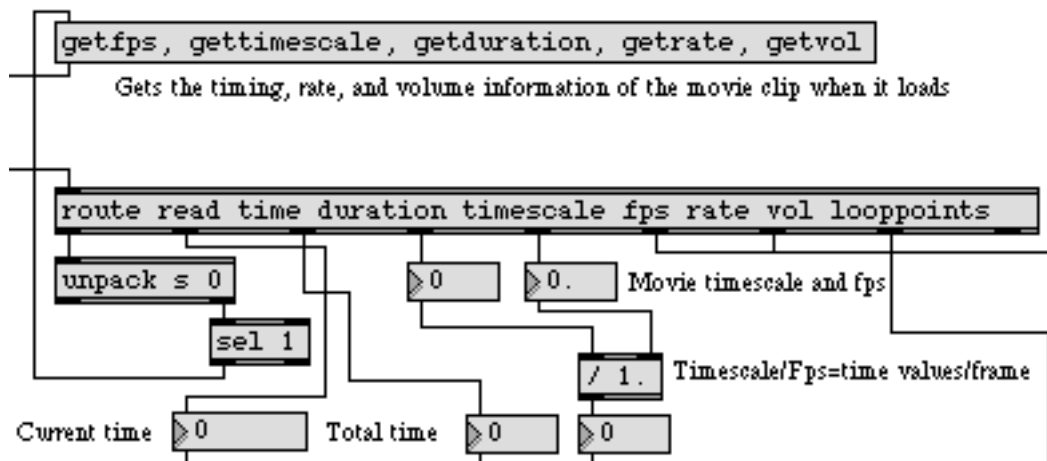 getfps, gettimescale, getduration, getrate, getvol
Gets the timing, rate, and volume information of the movie clip when it loads
route read time duration timescale fps rate vol looppoints
unpack s 0
0
0.
Movie timescale and fps
sel 1
/ 1.
Timescale/Fps=time values/frame
Current time
0
Total time
0
0